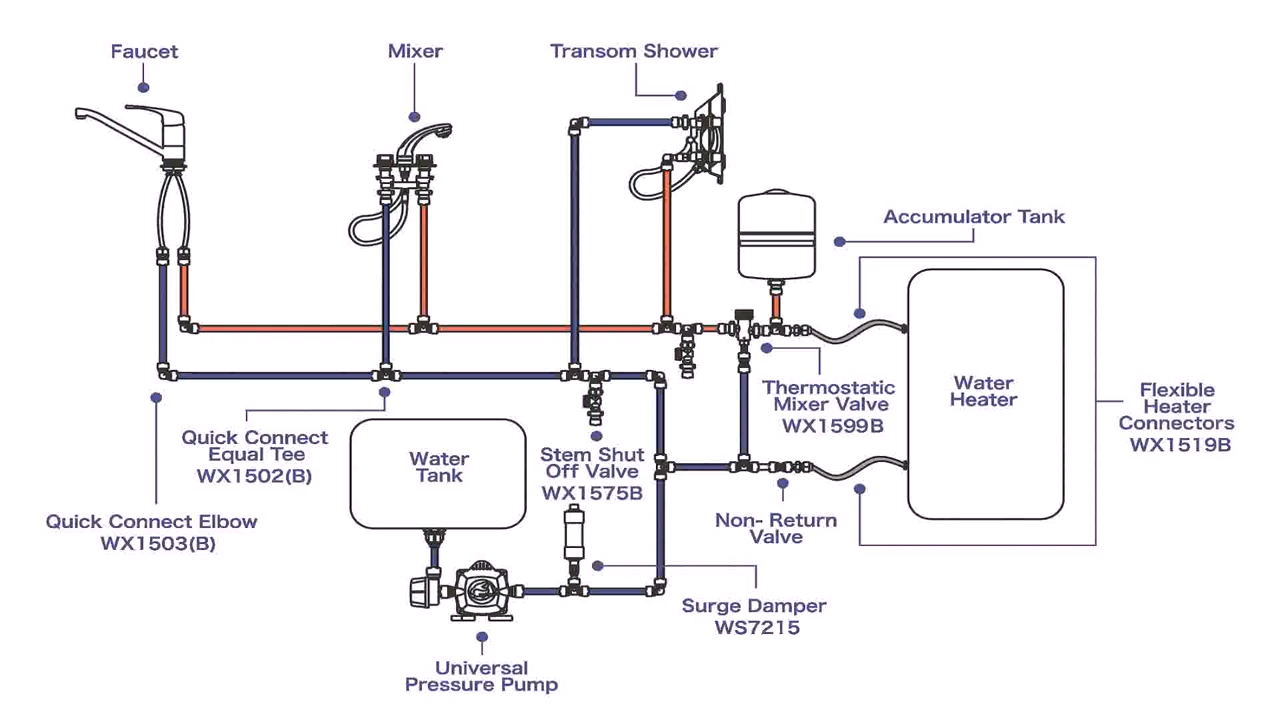 Faucet
Mixer
Transom Shower
Accumulator Tank
Thermostatic
Mixer Valve
WX1599B
Water
Heater
Flexible
Heater
Connectors
WX1519B
Quick Connect
Equal Tee
WX1502(B)
Water
Tank
Stem Shut
Off Valve
WX1575B
Quick Connect Elbow
WX1503(B)
Non- Return
Valve
Surge Damper
WS7215
Universal
Pressure Pump